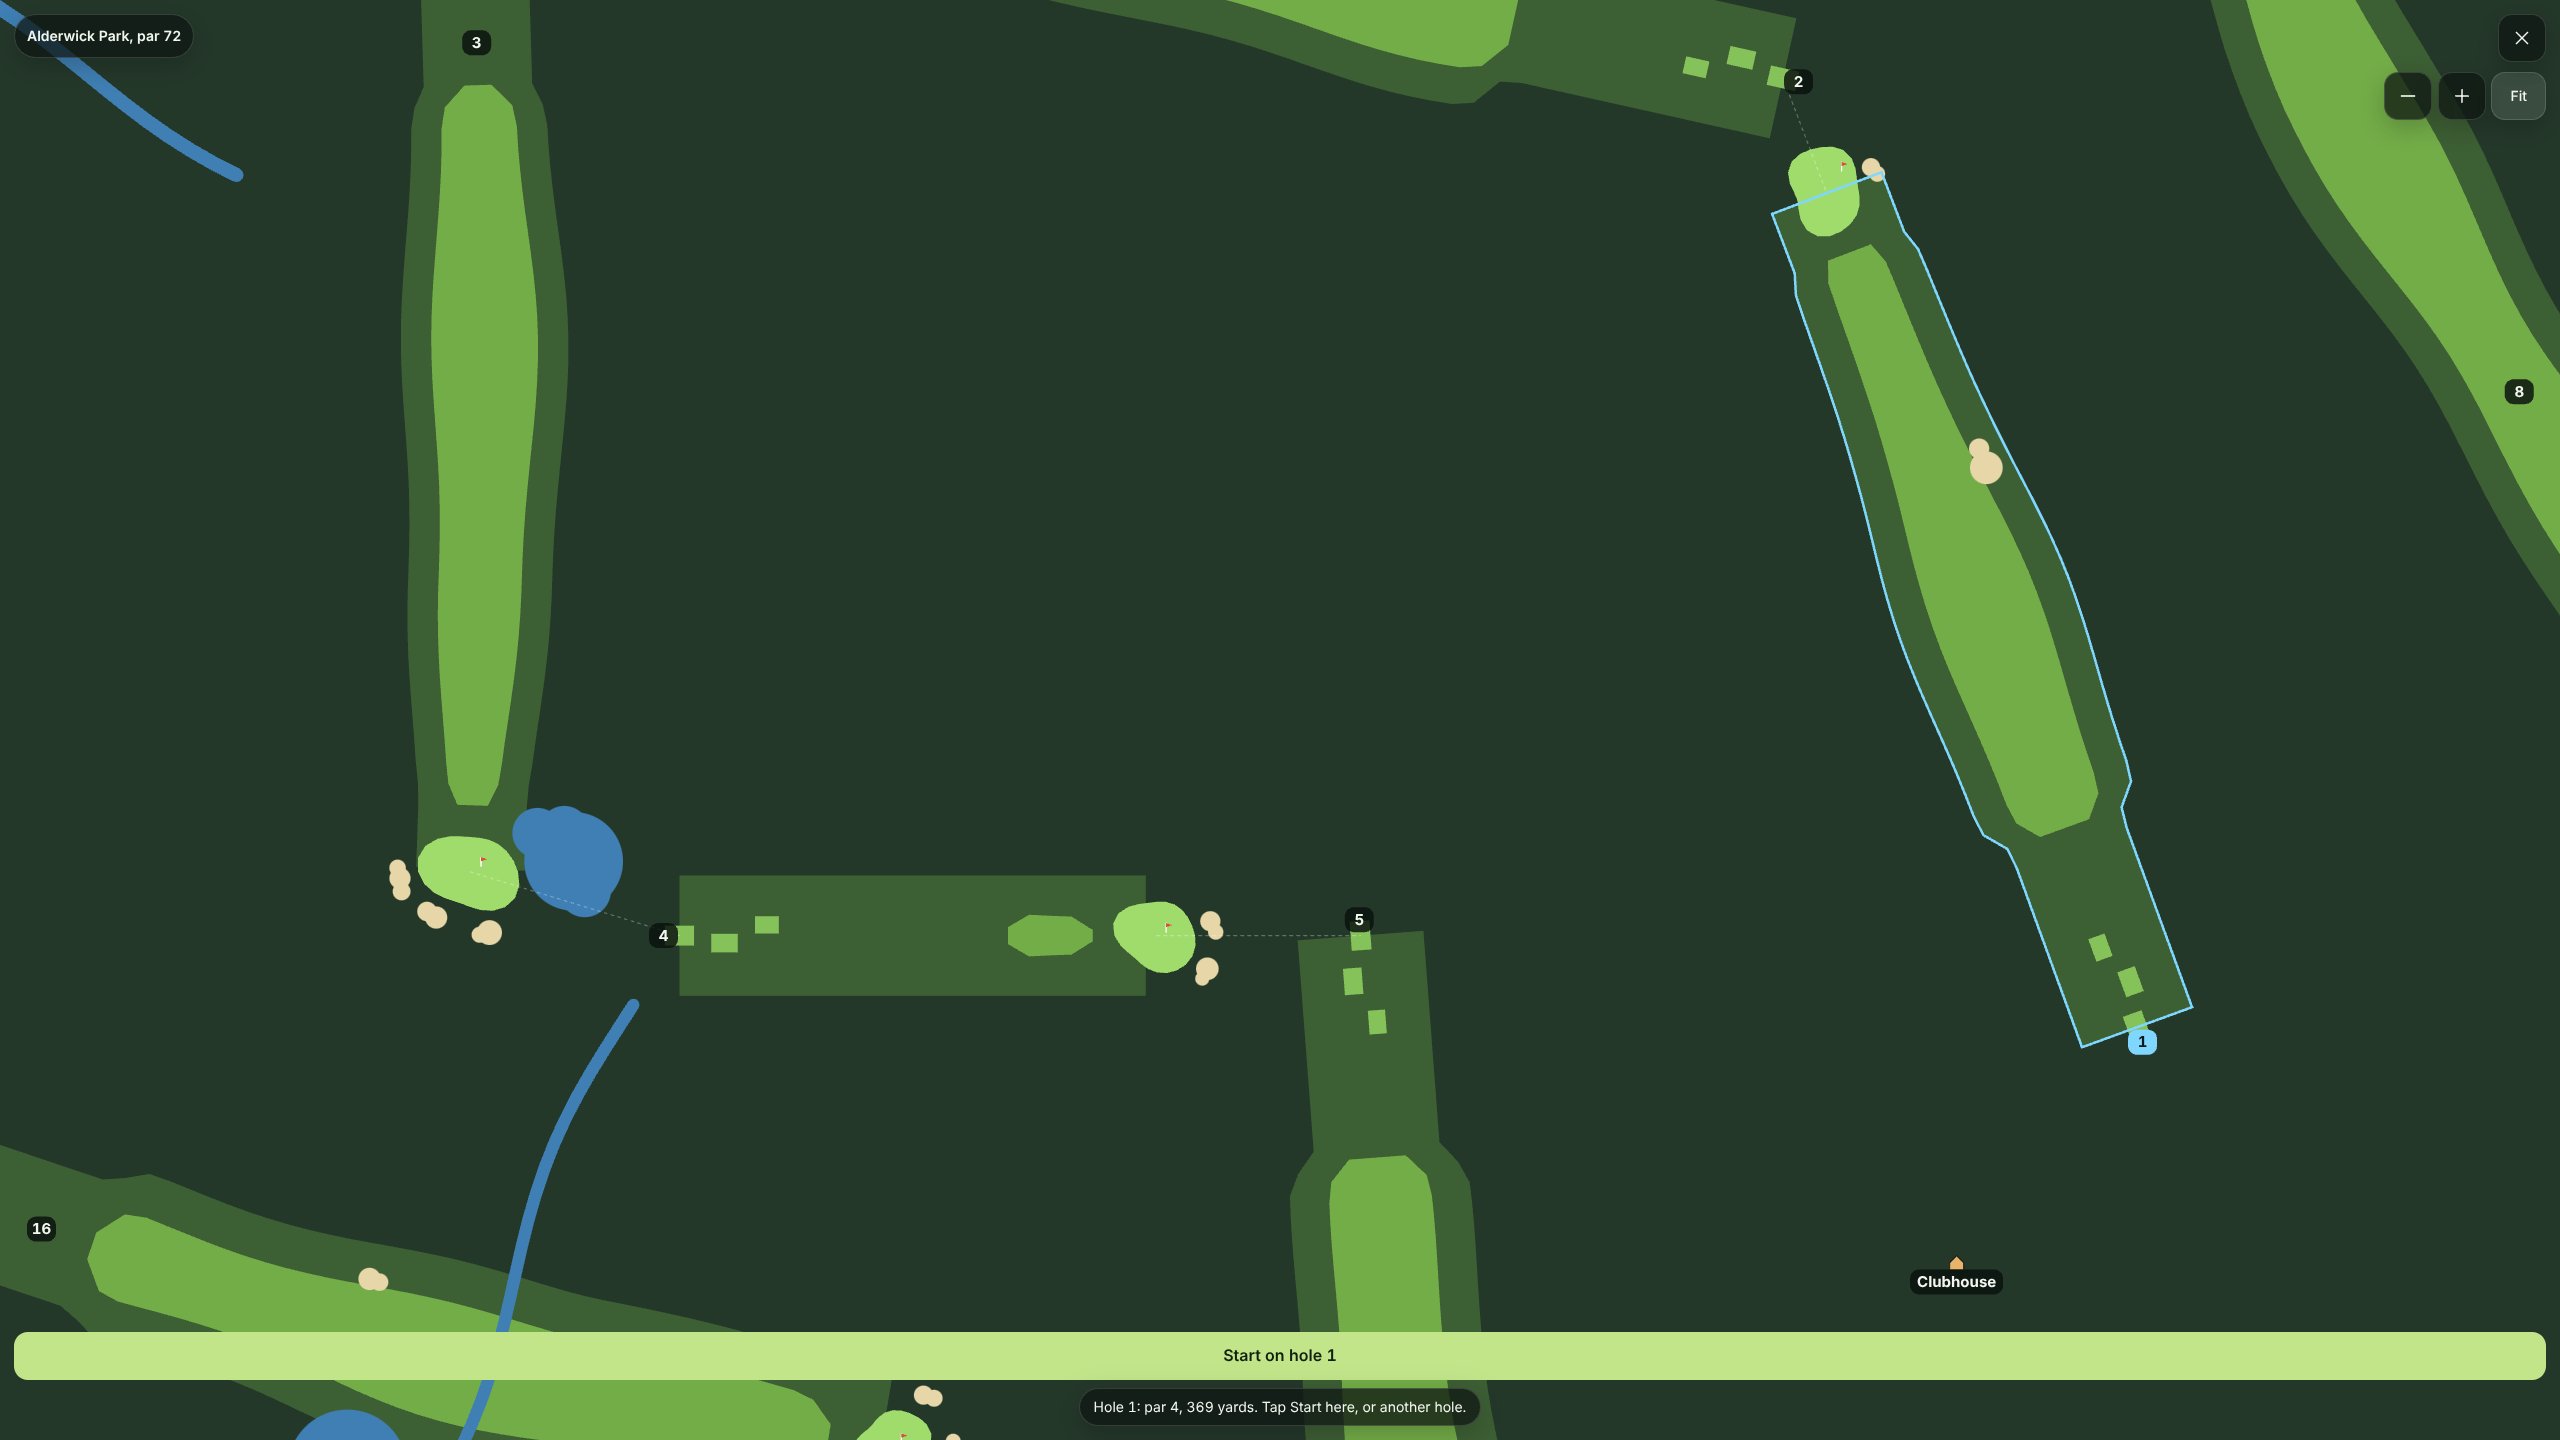 Alderwick Park, par 72
3
2
Fit
8
4
5
1
16
Clubhouse
Start on hole 1
Hole 1: par 4, 369 yards. Tap Start here, or another hole.